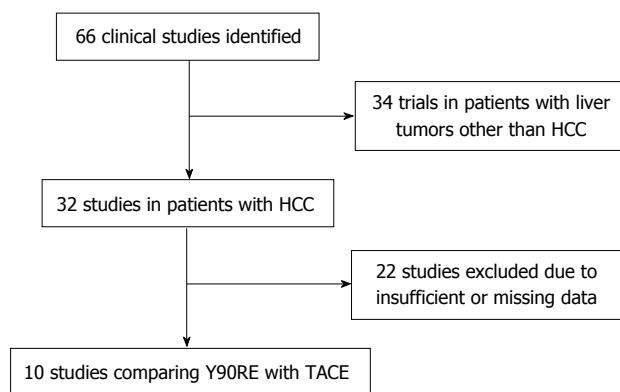 66 clinical studies identified
34 trials in patients with liver
tumors other than HCC
32 studies in patients with HCC
22 studies excluded due to
insufficient or missing data
10 studies comparing Y90RE with TACE